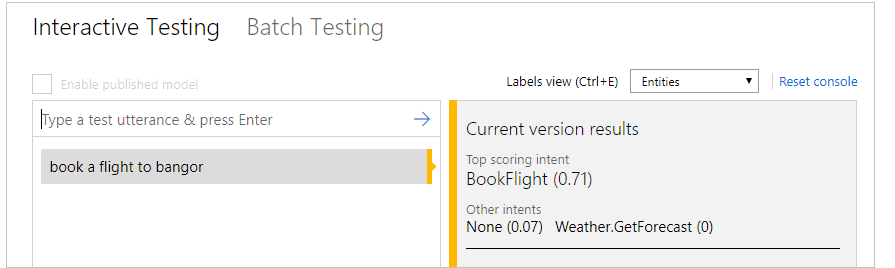 Interactive Testing Batch Testing
Enable published model
Labels view (Ctrl+E) Entities Reset console
Type a test utterance & press Enter
book a flight to bangor
Current version results
Top scoring intent
BookFlight (0.71)
Other intents
None (0.07) Weather.GetForecast (0)